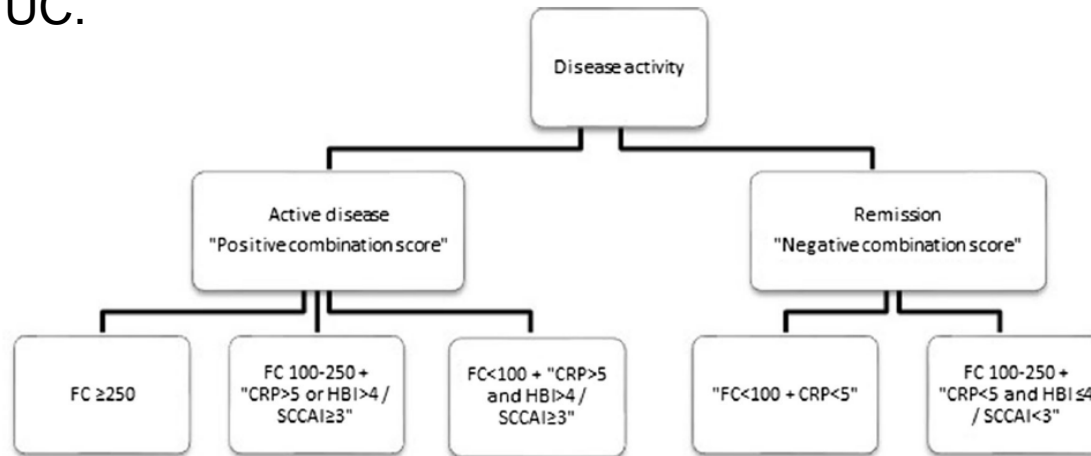 UC.
Disease activity
Active disease
"Positive combination score"
Remission
"Negative combination score"
FC ≥250
FC 100-250 +
"CRP>5 or HBI>4 /
SCCAI≥3"
FC<100 + "CRP>5
and HBI>4 /
SCCAI≥3"
"FC<100 + CRP<5"
FC 100-250 +
"CRP<5 and HBI ≤4
/ SCCAI<3"